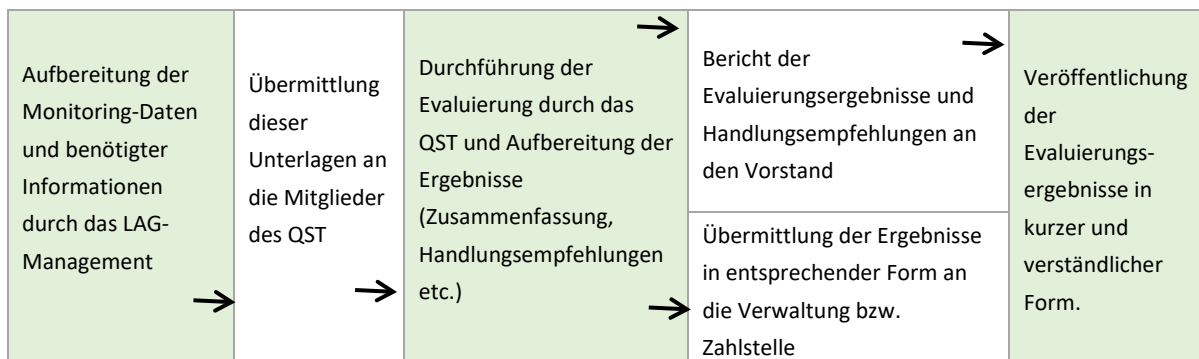 Aufbereitung der
Monitoring-Daten
und benötigter
Informationen
durch das LAG-
Management
Übermittlung
dieser
Unterlagen an
die Mitglieder
des QST
Durchführung der
Evaluierung durch das
QST und Aufbereitung der
Ergebnisse
(Zusammenfassung,
Handlungsempfehlungen
etc.)
Bericht der
Evaluierungsergebnisse und
Handlungsempfehlungen an
den Vorstand
Übermittlung der Ergebnisse
in entsprechender Form an
die Verwaltung bzw.
Zahlstelle
Veröffentlichung
der
Evaluierungs-
ergebnisse in
kurzer und
verständlicher
Form.